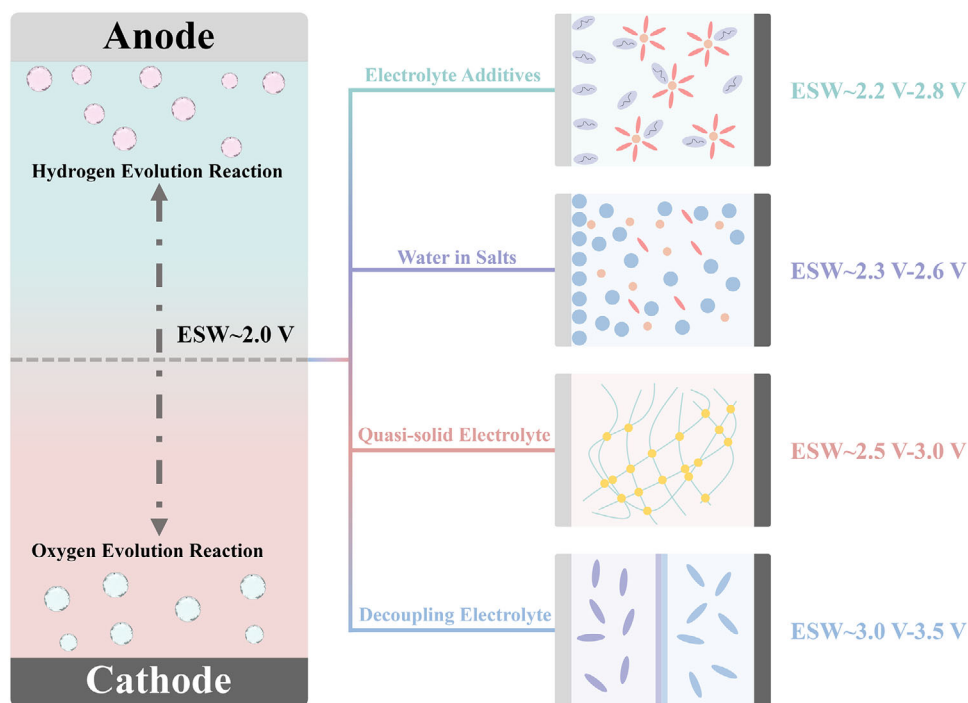 Anode
Hydrogen Evolution Reaction
ESW~2.0 V
Oxygen Evolution Reaction
Cathode
Electrolyte Additives
ESW~2.2 V-2.8 V
Water in Salts
ESW~2.3 V-2.6 V
Quasi-solid Electrolyte
ESW~2.5 V-3.0 V
Decoupling Electrolyte
ESW~3.0 V-3.5 V